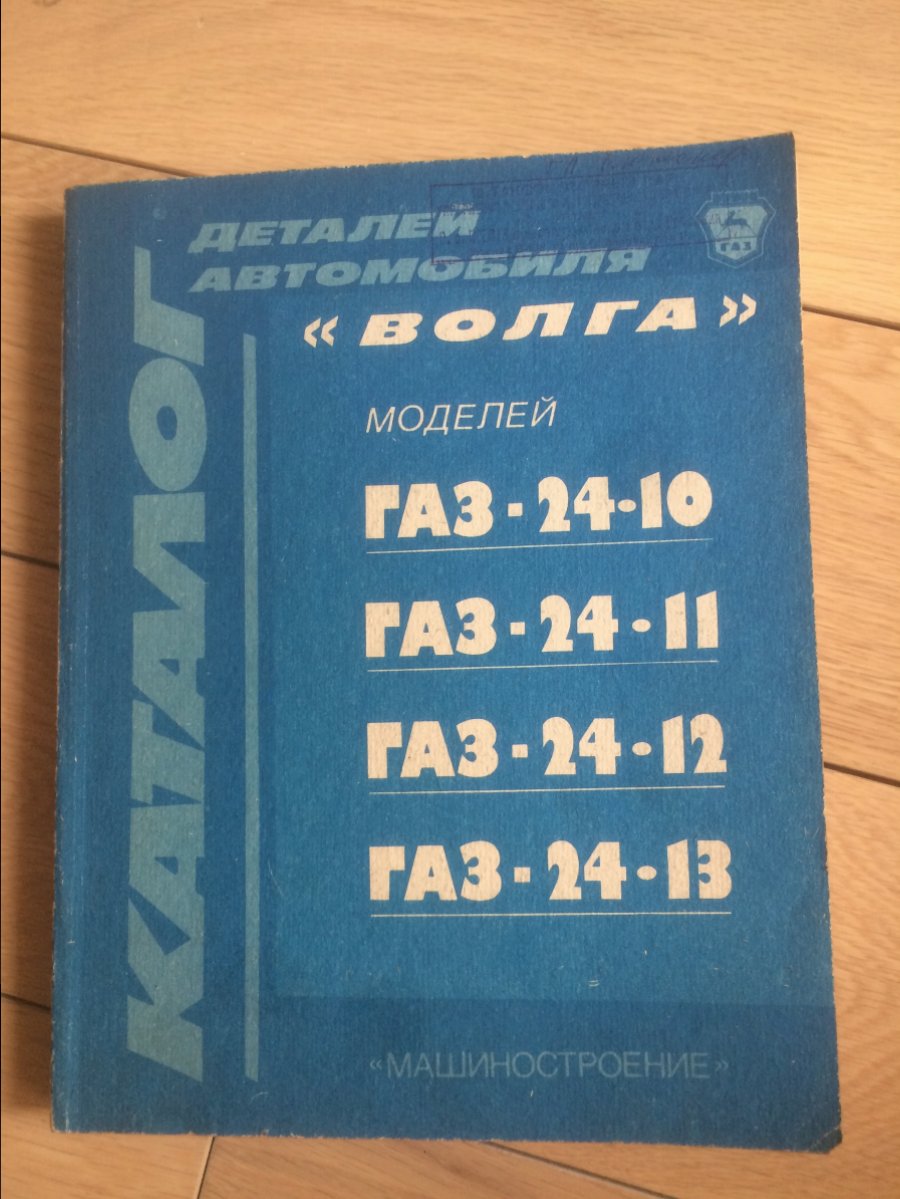 КАТАЛОГ
ДЕТАЛЕЙ
АВТОМОБИЛЯ
«ВОЛГА»
МОДЕЛЕЙ
ГАЗ-24-10
ГАЗ-24-11
ГАЗ-24-12
ГАЗ-24-13
«МАШИНОСТРОЕНИЕ»
ГАЗ